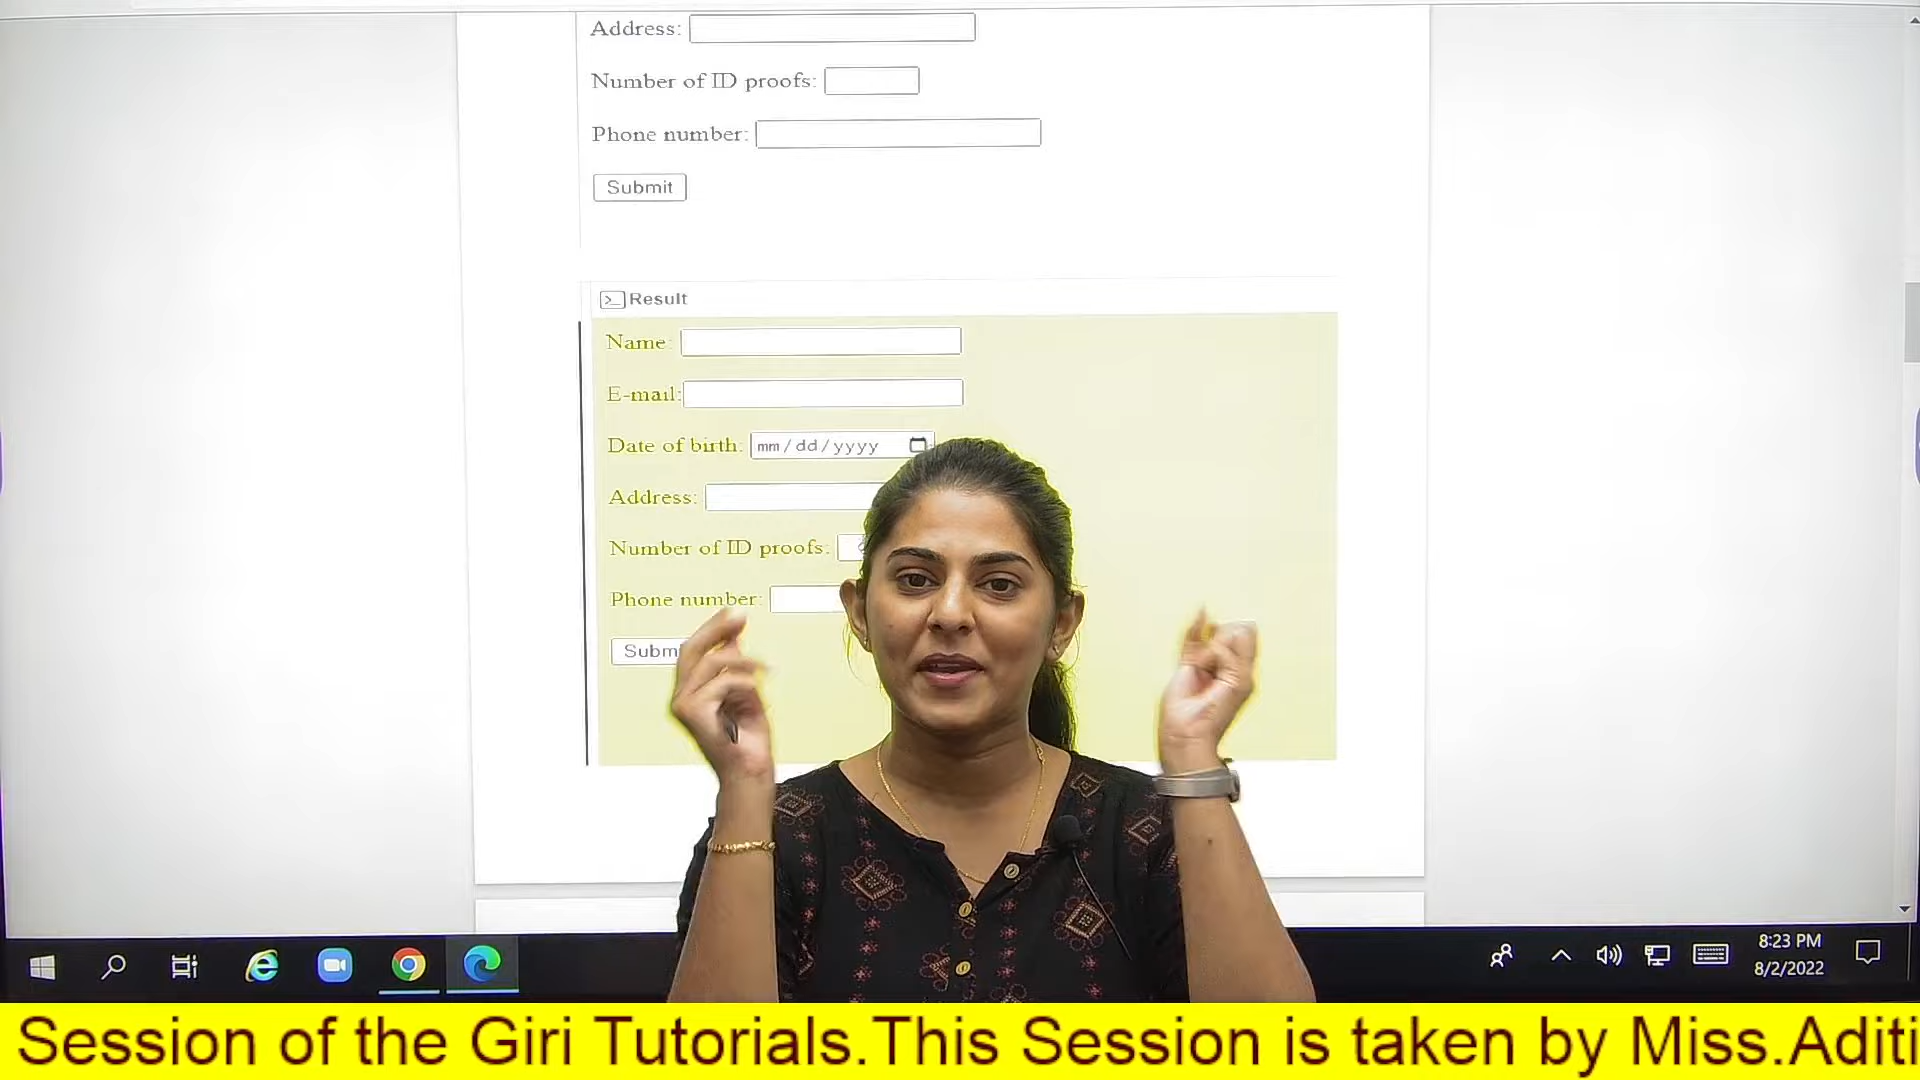 Address:
Number of ID proofs:
Phone number:
Submit
>_ Result
Name:
E-mail:
Date of birth: mm/dd/yyyy
Address:
Number of ID proofs:
Phone number:
Submi
8:23 PM
8/2/2022
Session of the Giri Tutorials.This Session is taken by Miss.Aditi